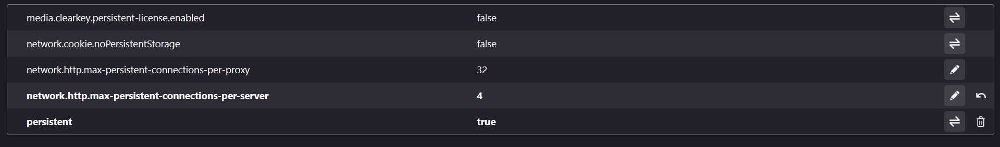 media.clearkey.persistent-license.enabled false
network.cookie.noPersistentStorage false
network.http.max-persistent-connections-per-proxy 32
network.http.max-persistent-connections-per-server 4
persistent true